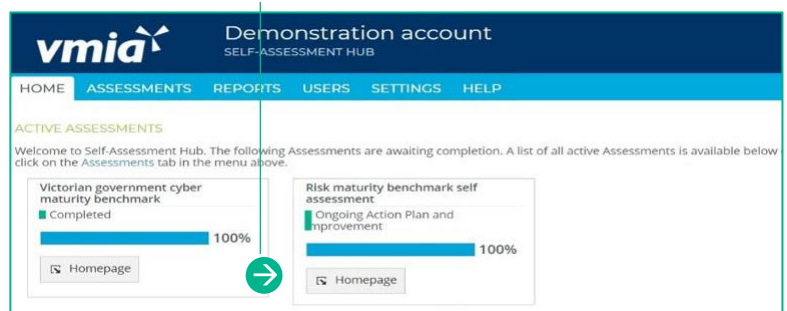 vmia
Demonstration account
SELF-ASSESSMENT HUB
HOME ASSESSMENTS REPORTS USERS SETTINGS HELP
ACTIVE ASSESSMENTS
Welcome to Self-Assessment Hub. The following Assessments are awaiting completion. A list of all active Assessments is available below
click on the Assessments tab in the menu above.
Victorian government cyber
maturity benchmark
Completed
100%
Homepage
Risk maturity benchmark self
assessment
Ongoing Action Plan and
mprovement
100%
Homepage